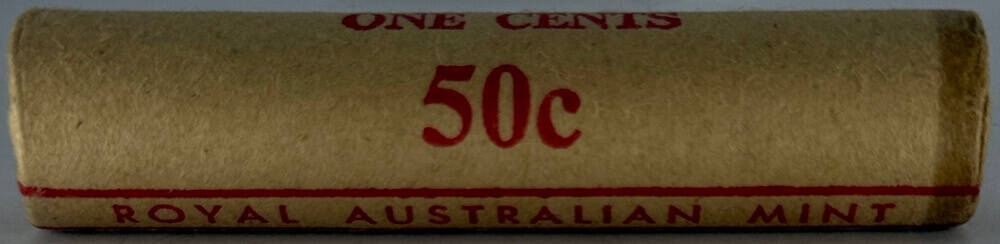 ONE CENTS
50c
ROYAL AUSTRALIAN MINT